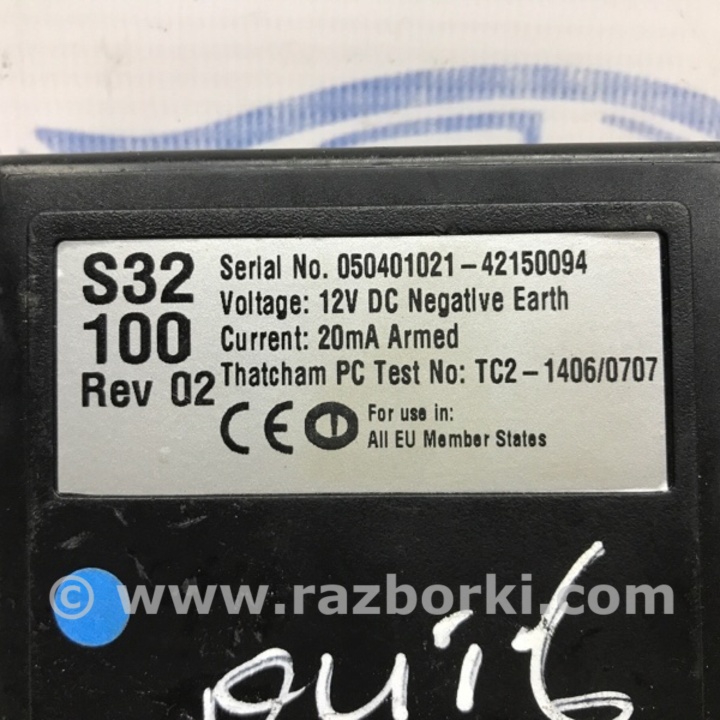 S32
100
Rev 02
Serial No. 050401021-42150094
Voltage: 12V DC Negative Earth
Current: 20mA Armed
Thatcham PC Test No: TC2-1406/0707
CE
For use in:
All EU Member States
© www.razborki.com